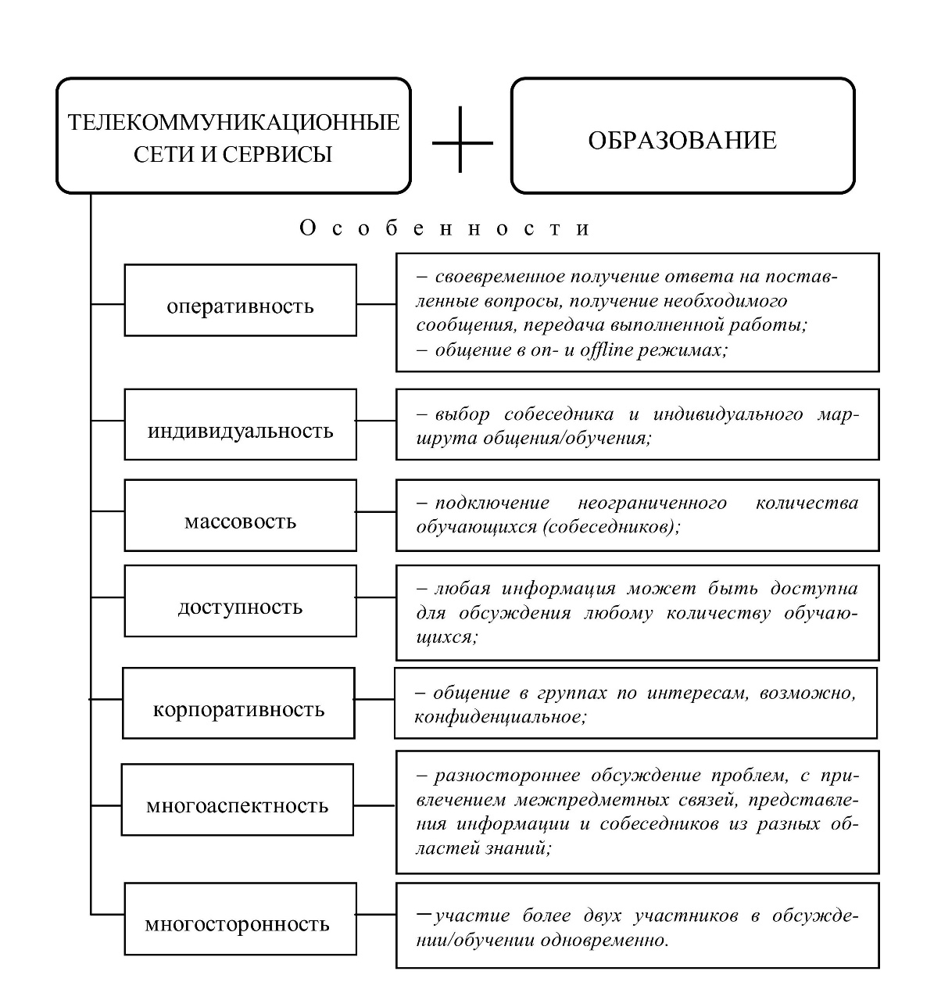 ТЕЛЕКОММУНИКАЦИОННЫЕ
СЕТИ И СЕРВИСЫ
ОБРАЗОВАНИЕ
Особенности
оперативность
– своевременное получение ответа на постав-
ленные вопросы, получение необходимого
сообщения, передача выполненной работы;
– общение в on- и offline режимах;
индивидуальность
– выбор собеседника и индивидуального мар-
шрута общения/обучения;
массовость
– подключение неограниченного количества
обучающихся (собеседников);
доступность
– любая информация может быть доступна
для обсуждения любому количеству обучаю-
щихся;
корпоративность
– общение в группах по интересам, возможно,
конфиденциальное;
многоаспектность
– разностороннее обсуждение проблем, с при-
влечением межпредметных связей, представле-
ния информации и собеседников из разных об-
ластей знаний;
многосторонность
– участие более двух участников в обсужде-
нии/обучении одновременно.